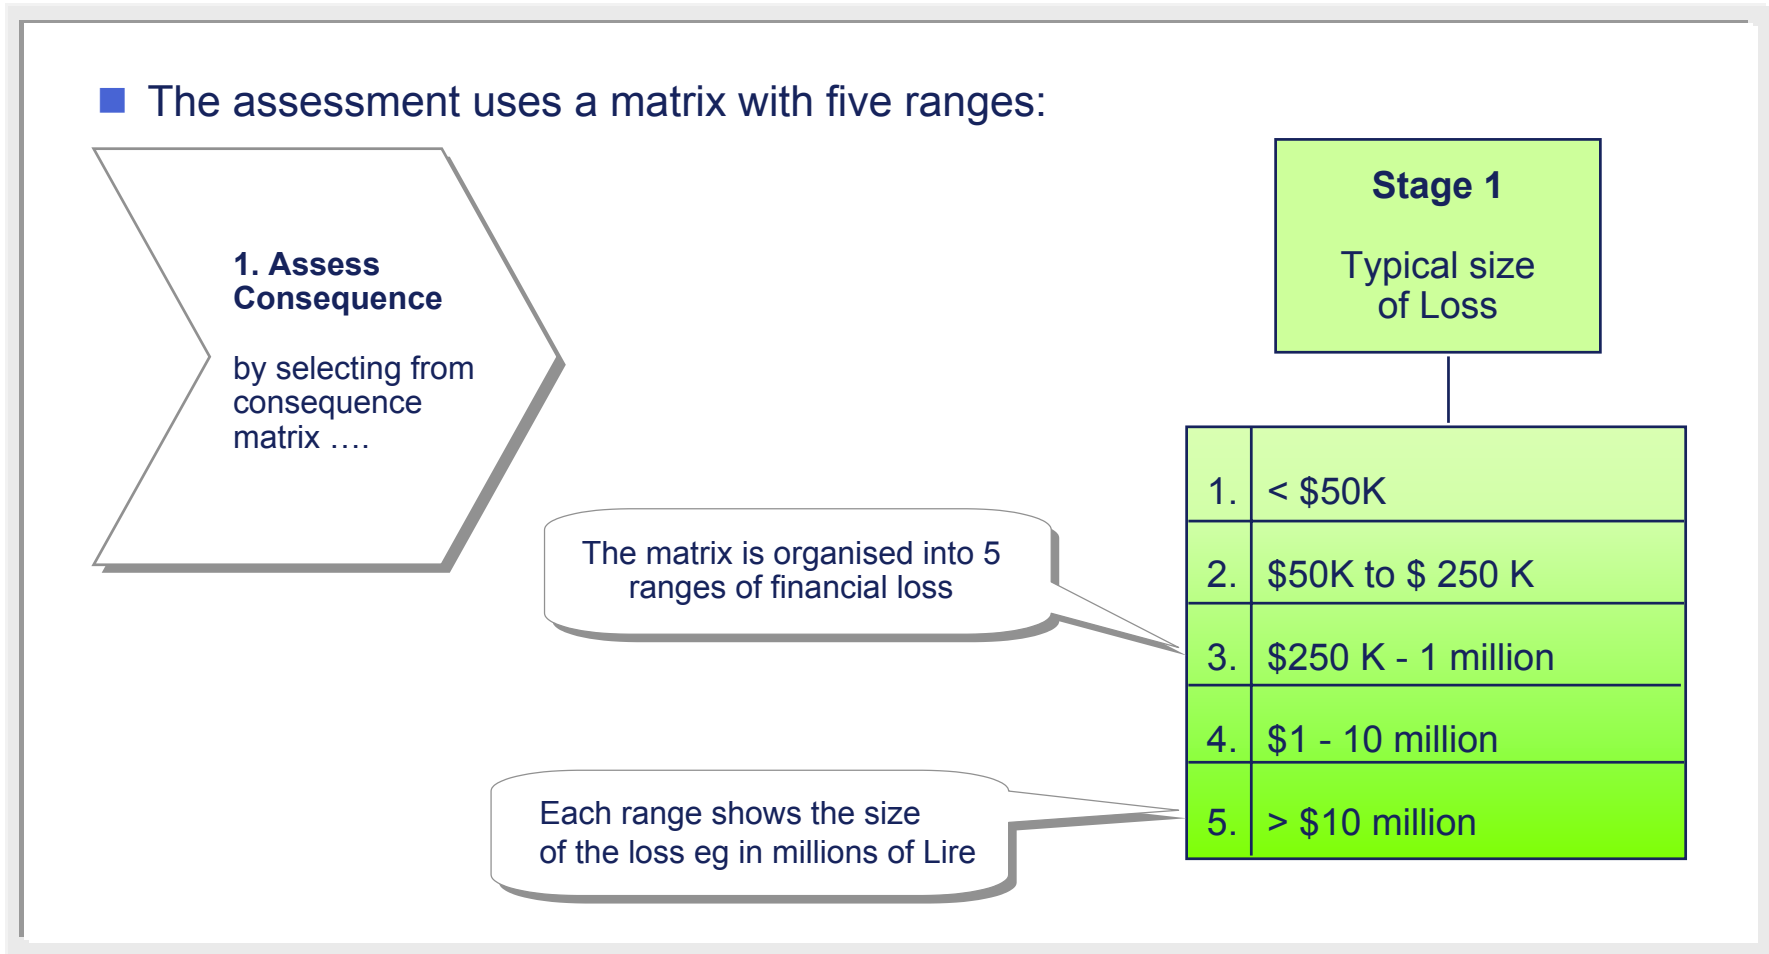 The assessment uses a matrix with five ranges:
1. Assess
Consequence
by selecting from
consequence
matrix ….
Stage 1
Typical size
of Loss
The matrix is organised into 5
ranges of financial loss
Each range shows the size
of the loss eg in millions of Lire
1. < $50K
2. $50K to $ 250 K
3. $250 K - 1 million
4. $1 - 10 million
5. > $10 million